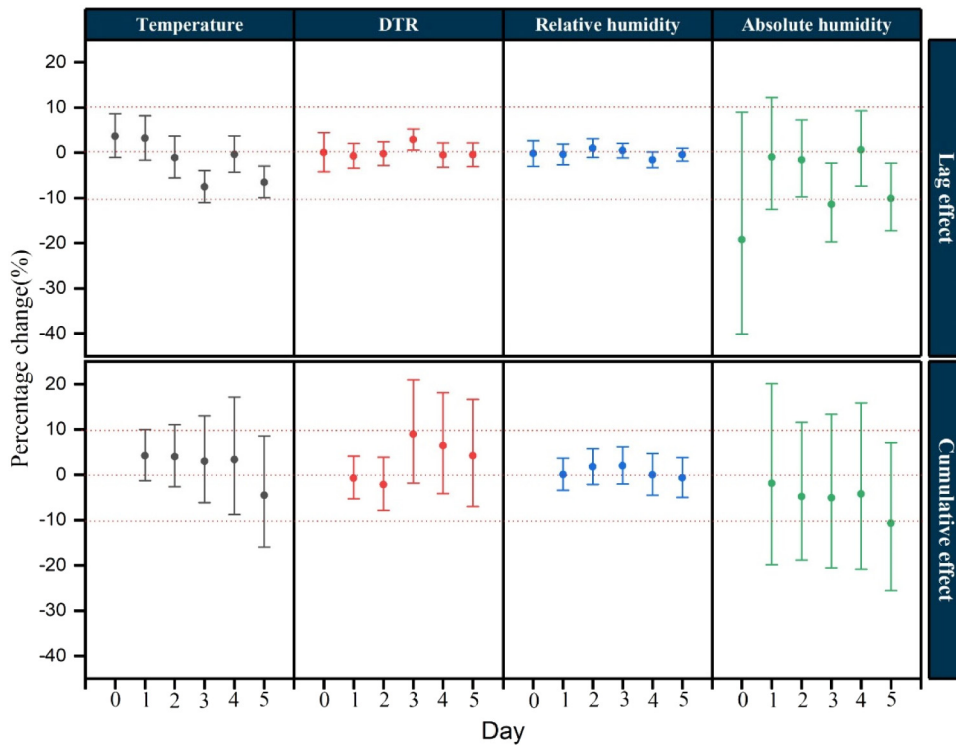 Temperature
DTR
Relative humidity
Absolute humidity
20
10
0
-10
-20
-30
-40
Lag effect
Percentage change(%)
20
10
0
-10
-20
-30
-40
Cumulative effect
0 1 2 3 4 5
0 1 2 3 4 5
0 1 2 3 4 5
0 1 2 3 4 5
Day